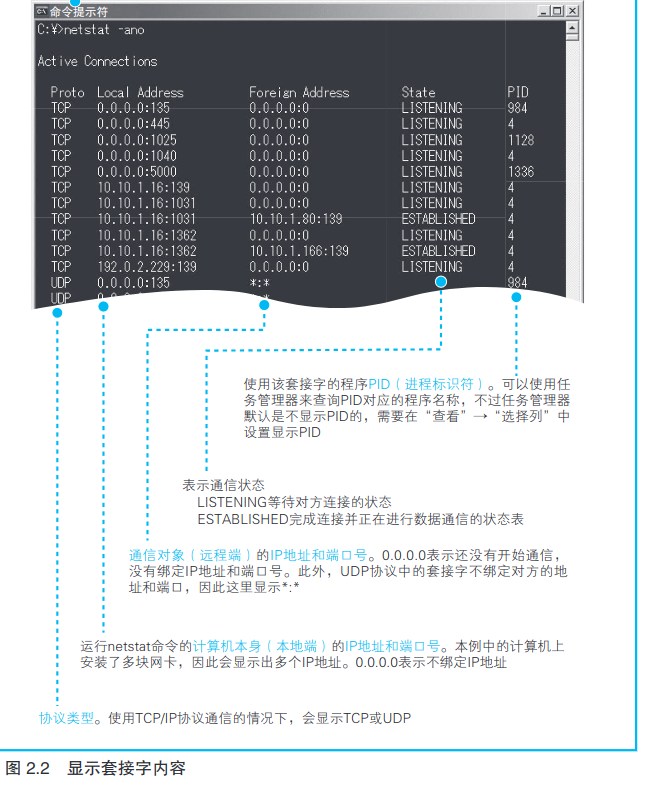 命令提示符
C:¥>netstat -ano
Active Connections
Proto Local Address Foreign Address State PID
TCP 0.0.0.0:135 0.0.0.0:0 LISTENING 984
TCP 0.0.0.0:445 0.0.0.0:0 LISTENING 4
TCP 0.0.0.0:1025 0.0.0.0:0 LISTENING 1128
TCP 0.0.0.0:1040 0.0.0.0:0 LISTENING 4
TCP 0.0.0.0:5000 0.0.0.0:0 LISTENING 1336
TCP 10.10.1.16:139 0.0.0.0:0 LISTENING 4
TCP 10.10.1.16:1031 0.0.0.0:0 LISTENING 4
TCP 10.10.1.16:1031 10.10.1.80:139 ESTABLISHED 4
TCP 10.10.1.16:1362 0.0.0.0:0 LISTENING 4
TCP 10.10.1.16:1362 10.10.1.166:139 ESTABLISHED 4
TCP 192.0.2.229:139 0.0.0.0:0 LISTENING 4
UDP 0.0.0.0:135 *:* 984
UDP
使用该套接字的程序PID（进程标识符）。可以使用任
务管理器来查询PID对应的程序名称，不过任务管理器
默认是不显示PID的，需要在“查看”→“选择列”中
设置显示PID
表示通信状态
LISTENING等待对方连接的状态
ESTABLISHED完成连接并正在进行数据通信的状态表
通信对象（远程端）的IP地址和端口号。0.0.0.0表示还没有开始通信，
没有绑定IP地址和端口号。此外，UDP协议中的套接字不绑定对方的地
址和端口，因此这里显示*:*
运行netstat命令的计算机本身（本地端）的IP地址和端口号。本例中的计算机上
安装了多块网卡，因此会显示出多个IP地址。0.0.0.0表示不绑定IP地址
协议类型。使用TCP/IP协议通信的情况下，会显示TCP或UDP
图 2.2 显示套接字内容